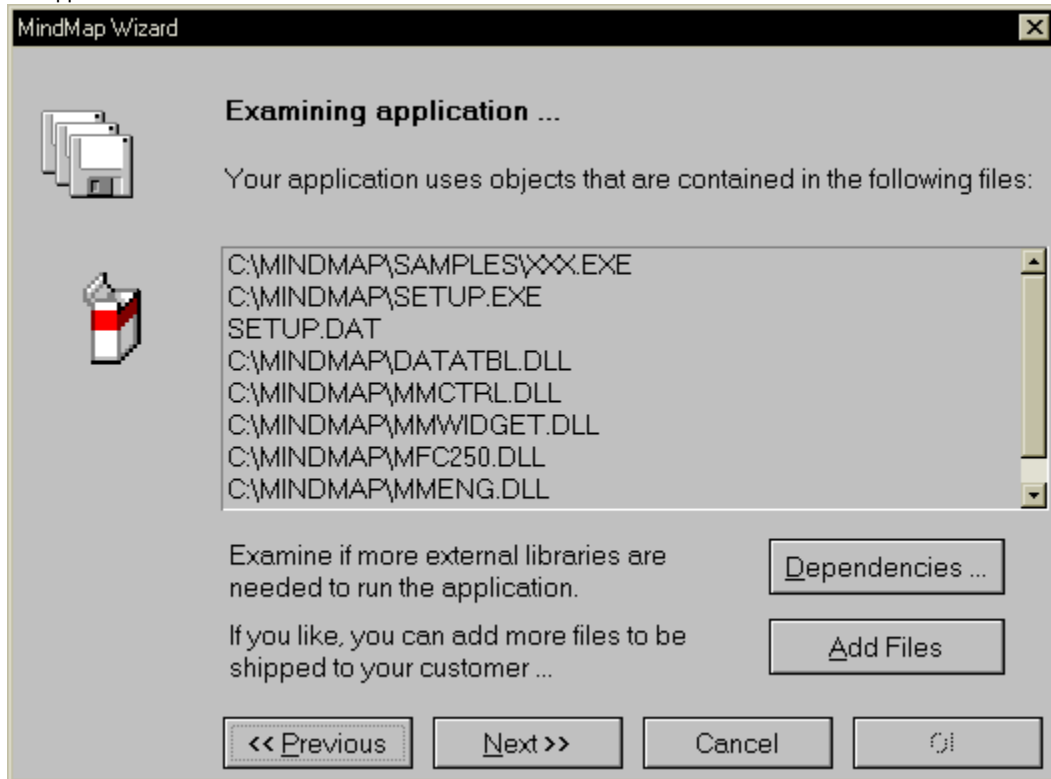 MindMap Wizard
Examining application ...
Your application uses objects that are contained in the following files:
C:\MINDMAP\SAMPLES\XXX.EXE
C:\MINDMAP\SETUP.EXE
SETUP.DAT
C:\MINDMAP\DATATBL.DLL
C:\MINDMAP\MMCTRL.DLL
C:\MINDMAP\MMWIDGET.DLL
C:\MINDMAP\MFC250.DLL
C:\MINDMAP\MMENG.DLL
Examine if more external libraries are
needed to run the application.
Dependencies ...
If you like, you can add more files to be
shipped to your customer ...
Add Files
<< Previous
Next >>
Cancel